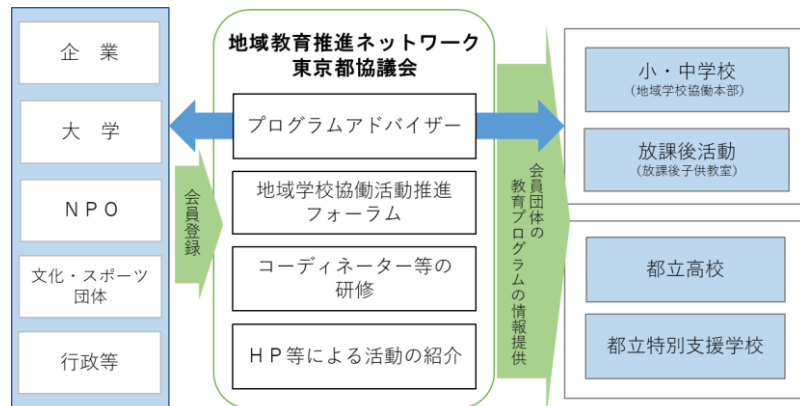 企　業
大　学
ＮＰＯ
文化・スポーツ
団体
行政等
会員登録
地域教育推進ネットワーク
東京都協議会
プログラムアドバイザー
地域学校協働活動推進
フォーラム
コーディネーター等の
研修
ＨＰ等による活動の紹介
会員団体の
教育プログラムの情報提供
小・中学校
(地域学校協働本部)
放課後活動
(放課後子供教室)
都立高校
都立特別支援学校